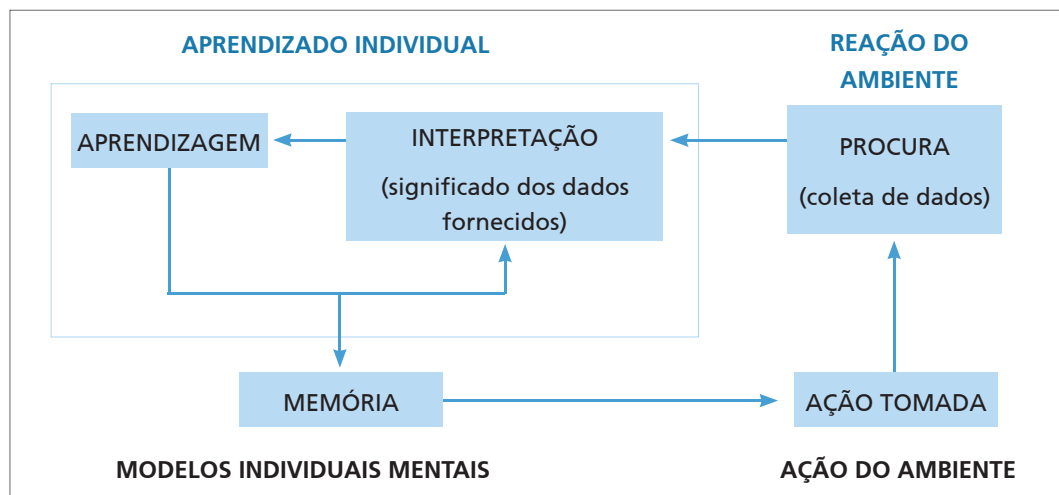 APRENDIZADO INDIVIDUAL
REAÇÃO DO
AMBIENTE
APRENDIZAGEM
INTERPRETAÇÃO
(significado dos dados
fornecidos)
PROCURA
(coleta de dados)
MEMÓRIA
AÇÃO TOMADA
MODELOS INDIVIDUAIS MENTAIS
AÇÃO DO AMBIENTE